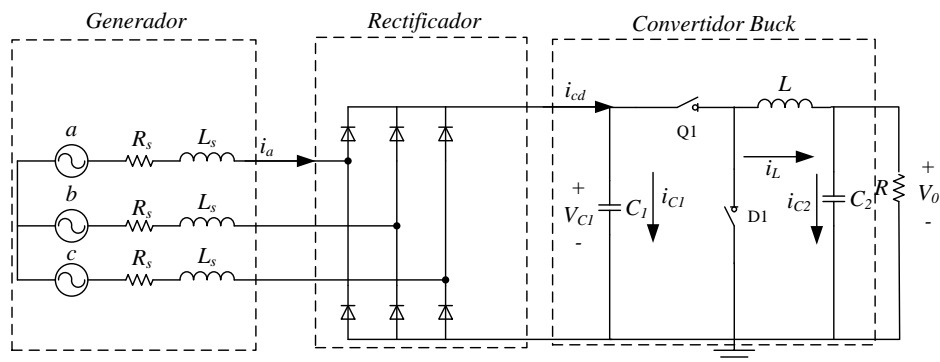 Generador
Rectificador
Convertidor Buck
a
R_s
L_s
i_a
b
R_s
L_s
c
R_s
L_s
i_cd
Q1
L
+
V_C1
-
C_1
i_C1
D1
i_L
i_C2
C_2
R
+
V_0
-